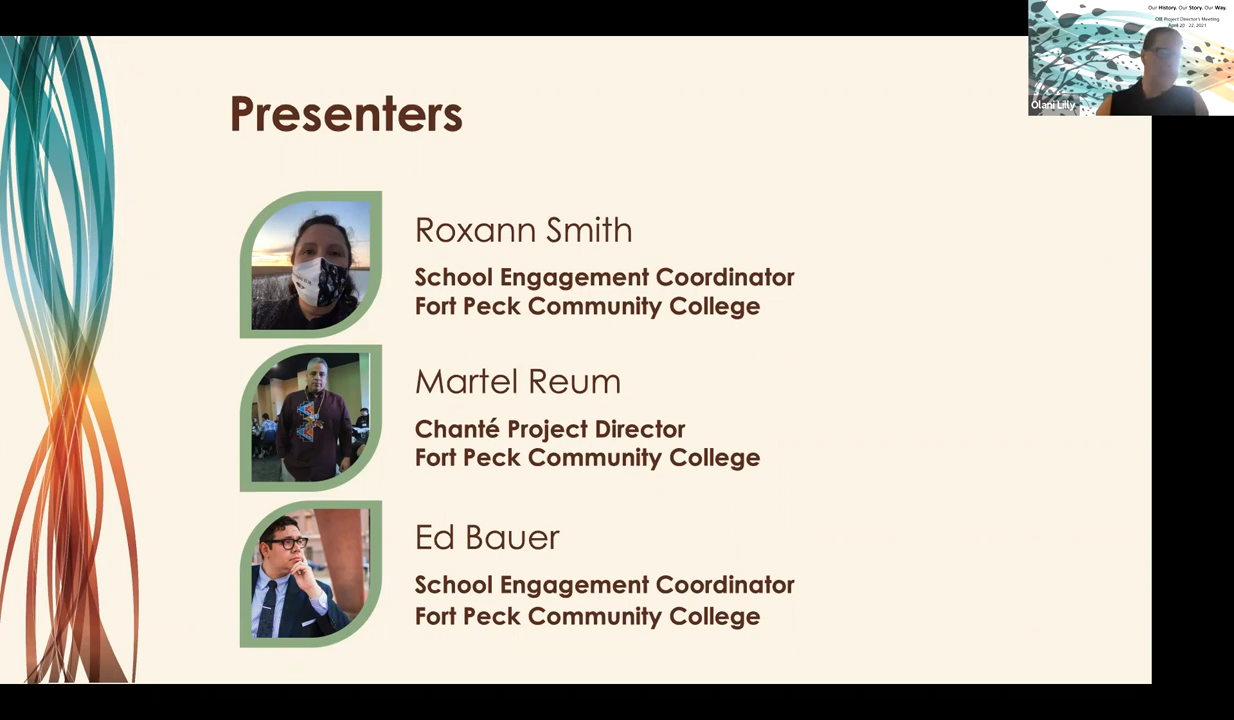 Presenters
Roxann Smith
School Engagement Coordinator
Fort Peck Community College
Martel Reum
Chanté Project Director
Fort Peck Community College
Ed Bauer
School Engagement Coordinator
Fort Peck Community College
Our History. Our Story. Our Way.
OIE Project Director's Meeting
April 20 - 22, 2021
Olani Lilly